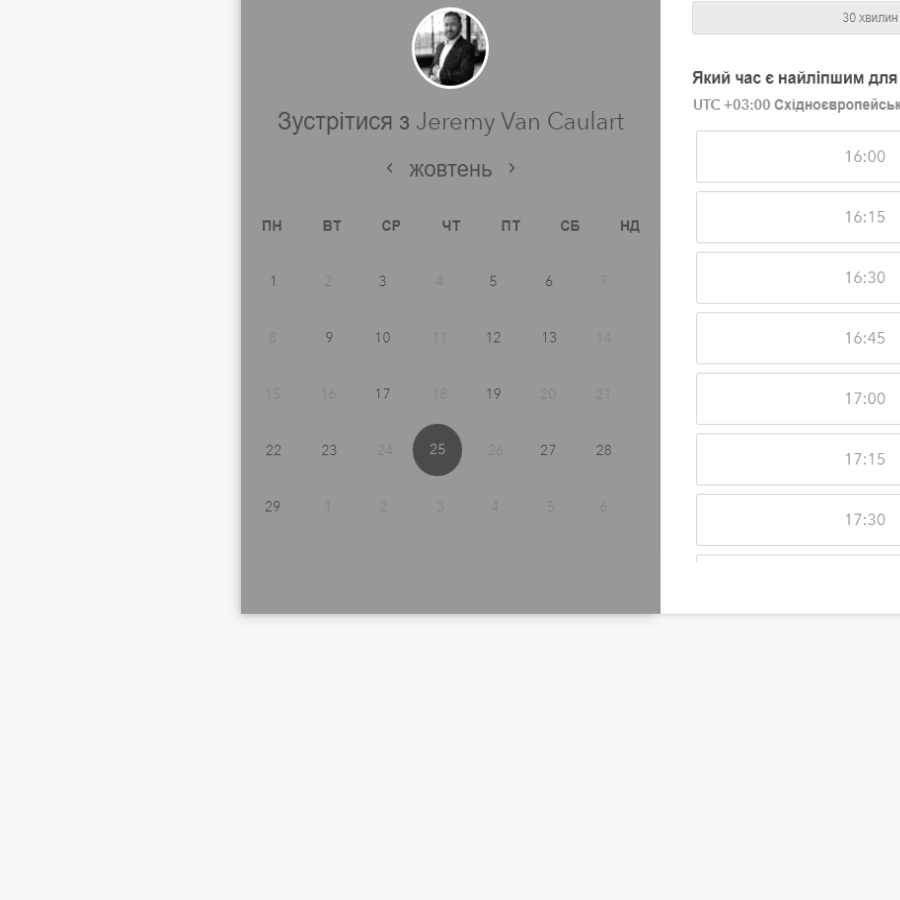 Зустрітися з Jeremy Van Caulart
жовтень
ПН ВТ СР ЧТ ПТ СБ НД
1 2 3 4 5 6 7
8 9 10 11 12 13 14
15 16 17 18 19 20 21
22 23 24 25 26 27 28
29 1 2 3 4 5 6
30 хвилин
Який час є найліпшим для
UTC +03:00 Східноєвропейськ
16:00
16:15
16:30
16:45
17:00
17:15
17:30